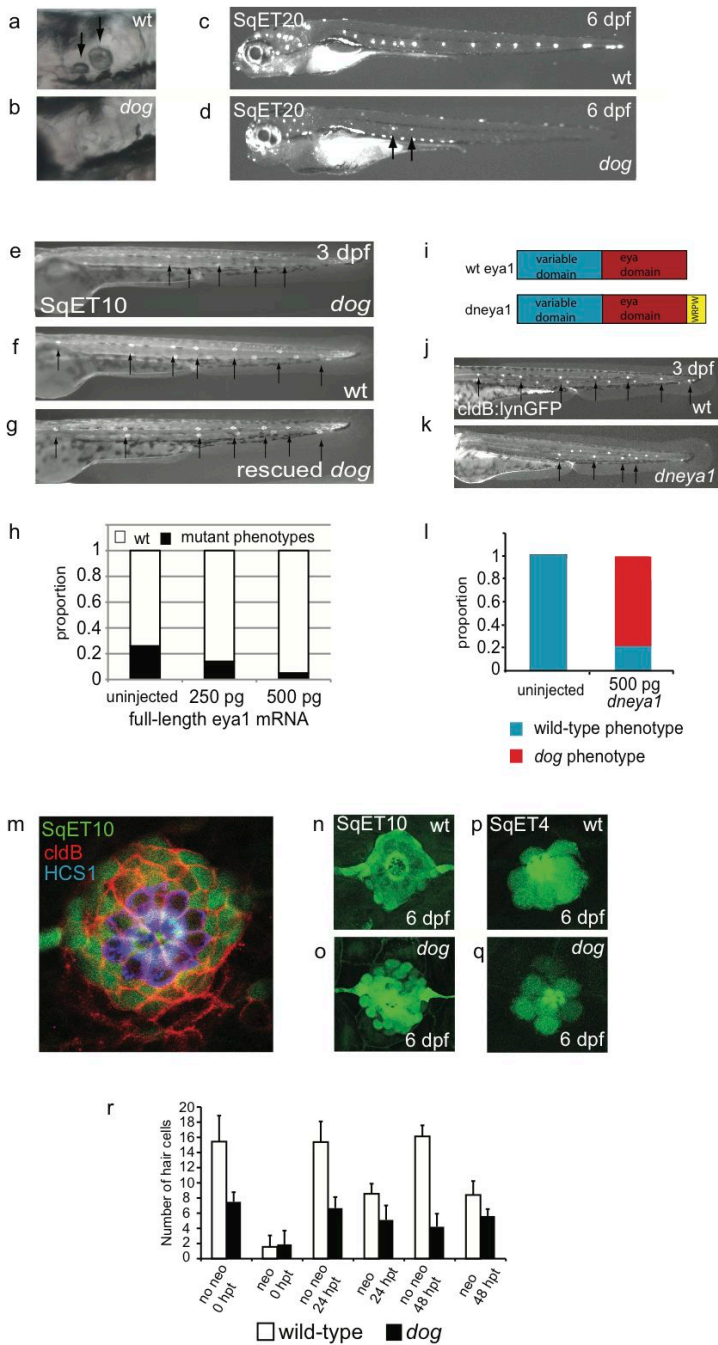 a
wt
b
dog
c
SqET20
6 dpf
wt
d
SqET20
6 dpf
dog
e
3 dpf
SqET10
dog
f
wt
g
rescued dog
h
wt
mutant phenotypes
proportion
1
0.8
0.6
0.4
0.2
0
uninjected
250 pg
500 pg
full-length eya1 mRNA
i
wt eya1
variable
domain
eya
domain
dneya1
variable
domain
eya
domain
WRPW
j
3 dpf
cldB:lynGFP
wt
k
dneya1
l
proportion
1
0.8
0.6
0.4
0.2
0
uninjected
500 pg
dneya1
wild-type phenotype
dog phenotype
m
SqET10
cldB
HCS1
n
SqET10
wt
6 dpf
o
dog
6 dpf
p
SqET4
wt
6 dpf
q
dog
6 dpf
r
Number of hair cells
20
18
16
14
12
10
8
6
4
2
0
no neo
0 hpt
neo
0 hpt
no neo
24 hpt
neo
24 hpt
no neo
48 hpt
neo
48 hpt
wild-type
dog